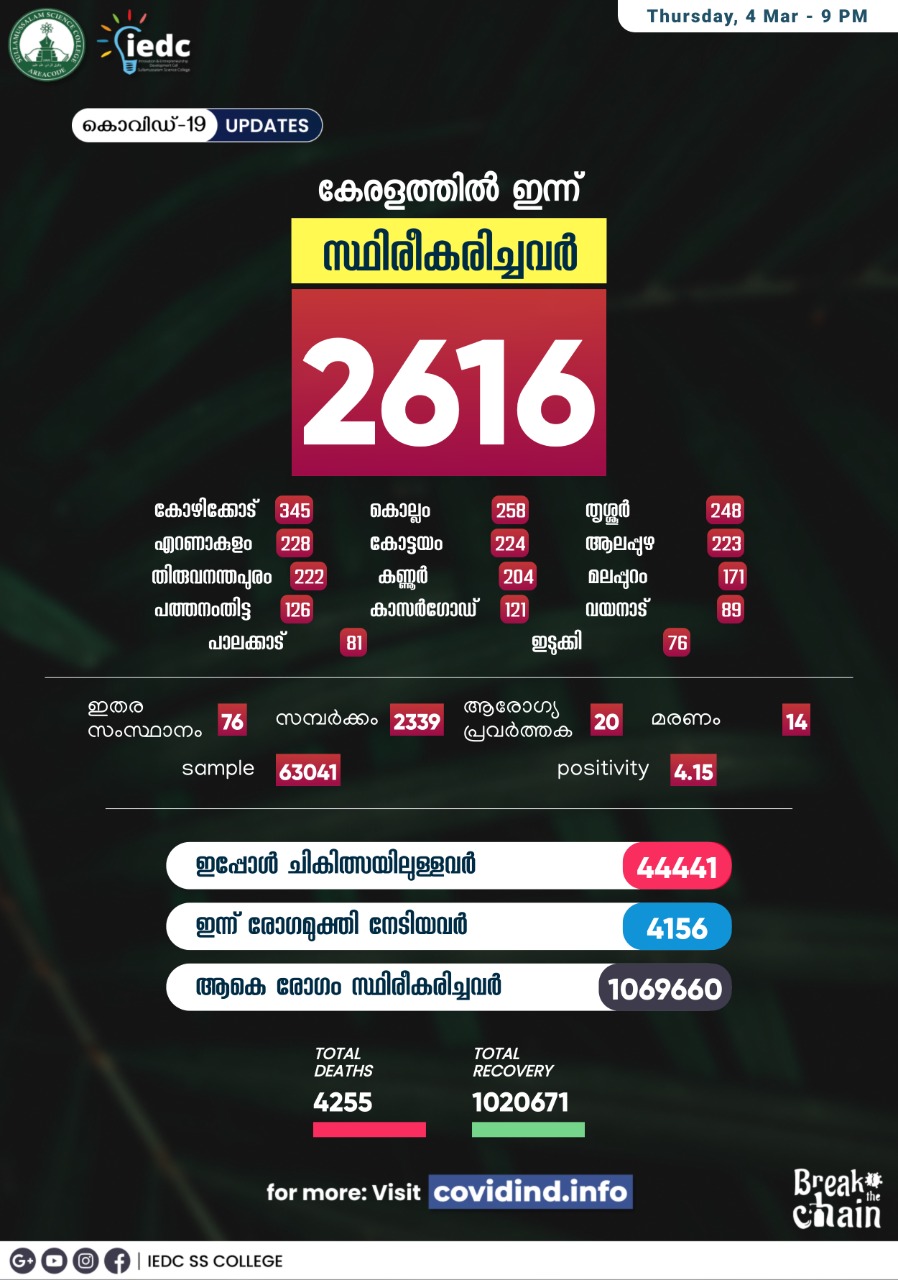 Thursday, 4 Mar - 9 PM
SULLAMUSSALAM SCIENCE COLLEGE
AREACODE
iedc
കൊവിഡ്-19 UPDATES
കേരളത്തിൽ ഇന്ന്
സ്ഥിരീകരിച്ചവർ
2616
കോഴിക്കോട് 345 കൊല്ലം 258 തൃശ്ശൂർ 248
എറണാകുളം 228 കോട്ടയം 224 ആലപ്പുഴ 223
തിരുവനന്തപുരം 222 കണ്ണൂർ 204 മലപ്പുറം 171
പത്തനംതിട്ട 126 കാസർഗോഡ് 121 വയനാട് 89
പാലക്കാട് 81 ഇടുക്കി 76
ഇതര
സംസ്ഥാനം 76 സമ്പർക്കം 2339 ആരോഗ്യ
പ്രവർത്തക 20 മരണം 14
sample 63041 positivity 4.15
ഇപ്പോൾ ചികിത്സയിലുള്ളവർ 44441
ഇന്ന് രോഗമുക്തി നേടിയവർ 4156
ആകെ രോഗം സ്ഥിരീകരിച്ചവർ 1069660
TOTAL
DEATHS
4255
TOTAL
RECOVERY
1020671
for more: Visit covidind.info
Break
the
chain
G+ | IEDC SS COLLEGE